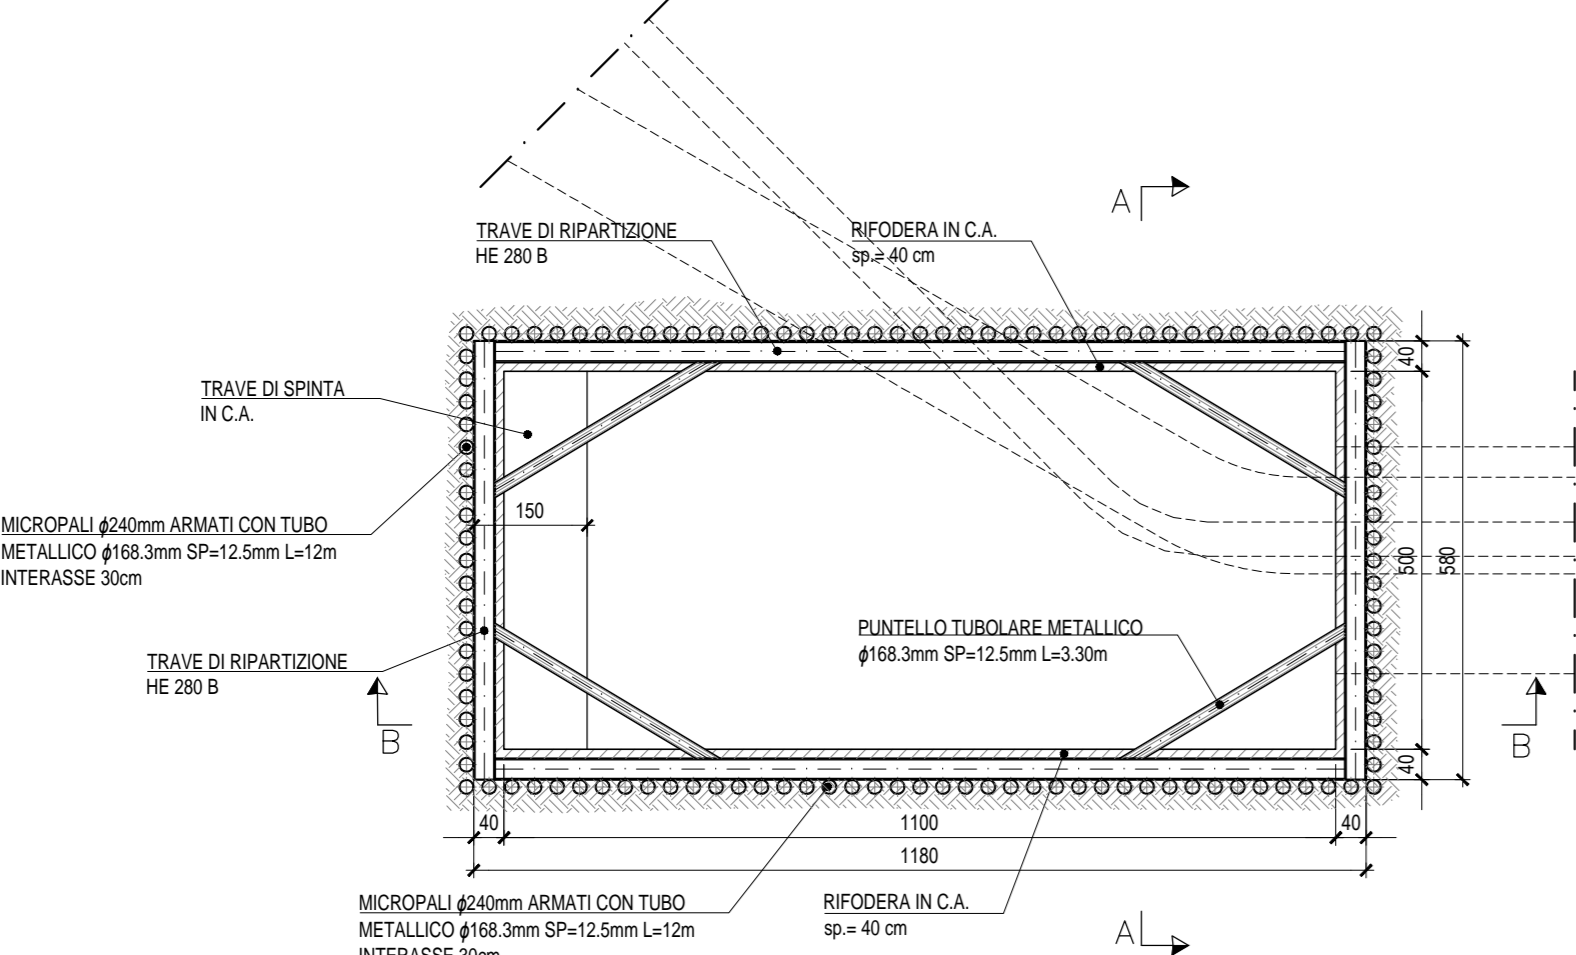 A
TRAVE DI RIPARTIZIONE
HE 280 B
RIFODERA IN C.A.
sp.= 40 cm
40
TRAVE DI SPINTA
IN C.A.
150
MICROPALI ϕ240mm ARMATI CON TUBO
METALLICO ϕ168.3mm SP=12.5mm L=12m
INTERASSE 30cm
500
580
PUNTELLO TUBOLARE METALLICO
ϕ168.3mm SP=12.5mm L=3.30m
TRAVE DI RIPARTIZIONE
HE 280 B
B
B
40
40
1100
40
1180
MICROPALI ϕ240mm ARMATI CON TUBO
METALLICO ϕ168.3mm SP=12.5mm L=12m
INTERASSE 30cm
RIFODERA IN C.A.
sp.= 40 cm
A